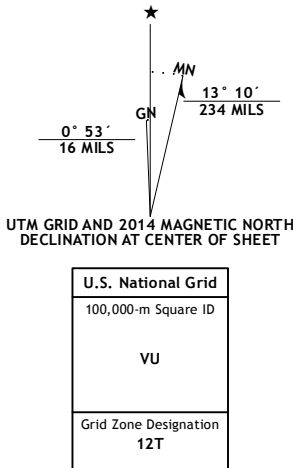 ★
MN
GN
13° 10´
234 MILS
0° 53´
16 MILS
UTM GRID AND 2014 MAGNETIC NORTH
DECLINATION AT CENTER OF SHEET
U.S. National Grid
100,000-m Square ID
VU
Grid Zone Designation
12T